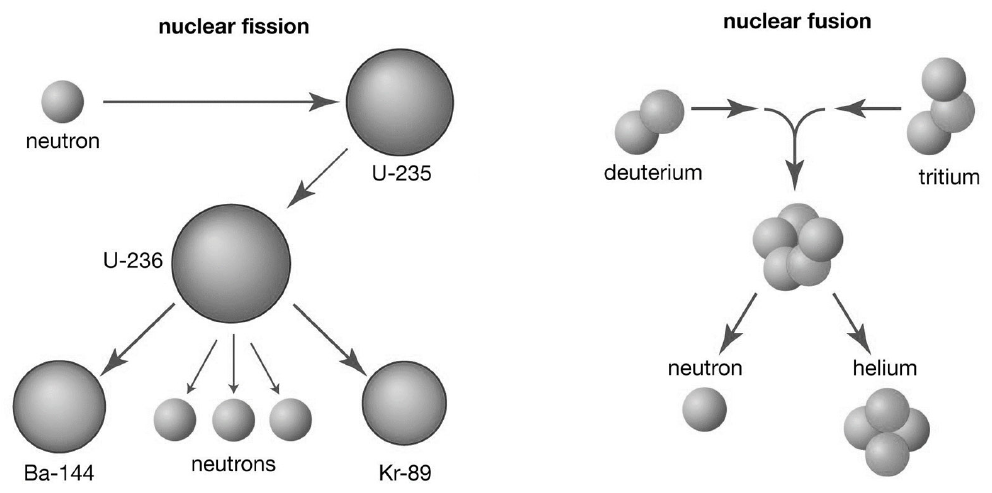 nuclear fission
neutron
U-235
U-236
Ba-144
neutrons
Kr-89
nuclear fusion
deuterium
tritium
neutron
helium